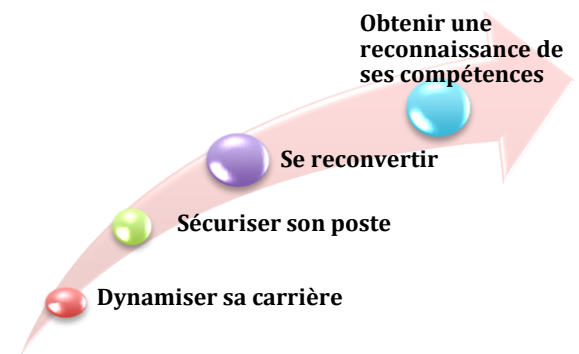 Obtenir une
reconnaissance de
ses compétences
Se reconvertir
Sécuriser son poste
Dynamiser sa carrière